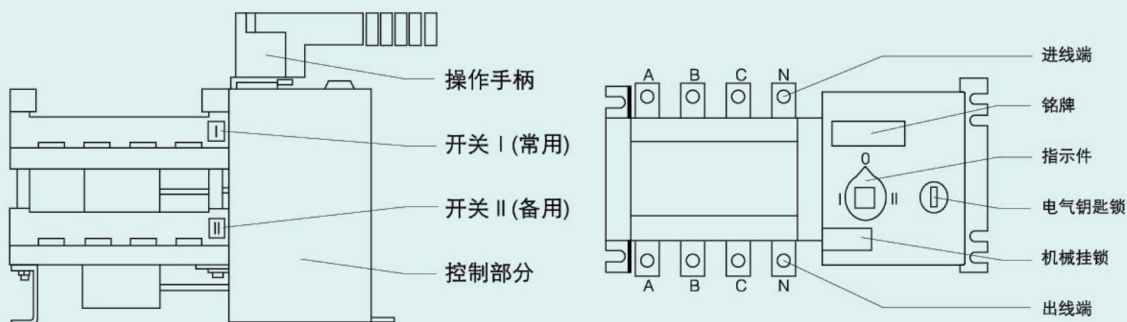 操作手柄
开关 I (常用)
开关 II (备用)
控制部分
I
II
A B C N
进线端
铭牌
指示件
O
I II
电气钥匙锁
机械挂锁
A B C N
出线端